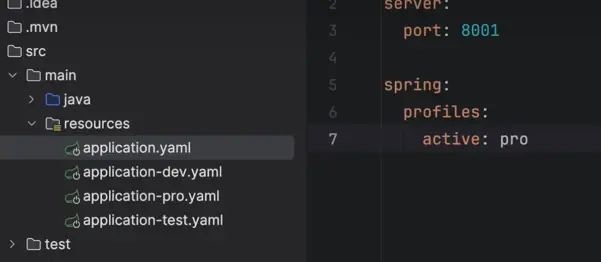 .idea
.mvn
src
main
java
resources
application.yaml
application-dev.yaml
application-pro.yaml
application-test.yaml
test
2 server:
3 port: 8001
4
5 spring:
6 profiles:
7 active: pro